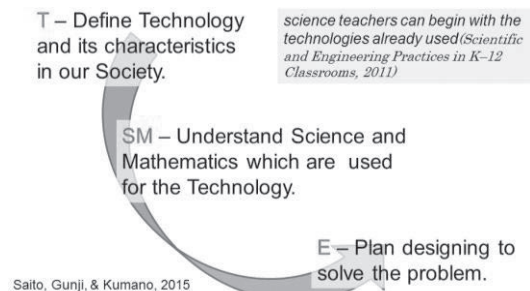 T – Define Technology
and its characteristics
in our Society.
science teachers can begin with the
technologies already used(Scientific
and Engineering Practices in K–12
Classrooms, 2011)
SM – Understand Science and
Mathematics which are used
for the Technology.
E – Plan designing to
solve the problem.
Saito, Gunji, & Kumano, 2015